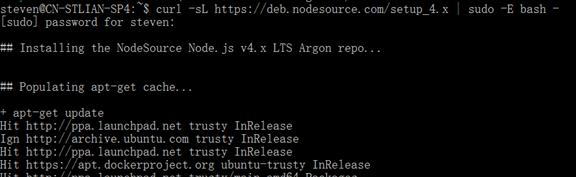 steven@CN-STLIAN-SP4:~$ curl -sL https://deb.nodesource.com/setup_4.x | sudo -E bash -
[sudo] password for steven:
## Installing the NodeSource Node.js v4.x LTS Argon repo...
## Populating apt-get cache...
+ apt-get update
Hit http://ppa.launchpad.net trusty InRelease
Ign http://archive.ubuntu.com trusty InRelease
Hit http://ppa.launchpad.net trusty InRelease
Hit https://apt.dockerproject.org ubuntu-trusty InRelease
Hit http://ppa.launchpad.net trusty/main amd64 Packages